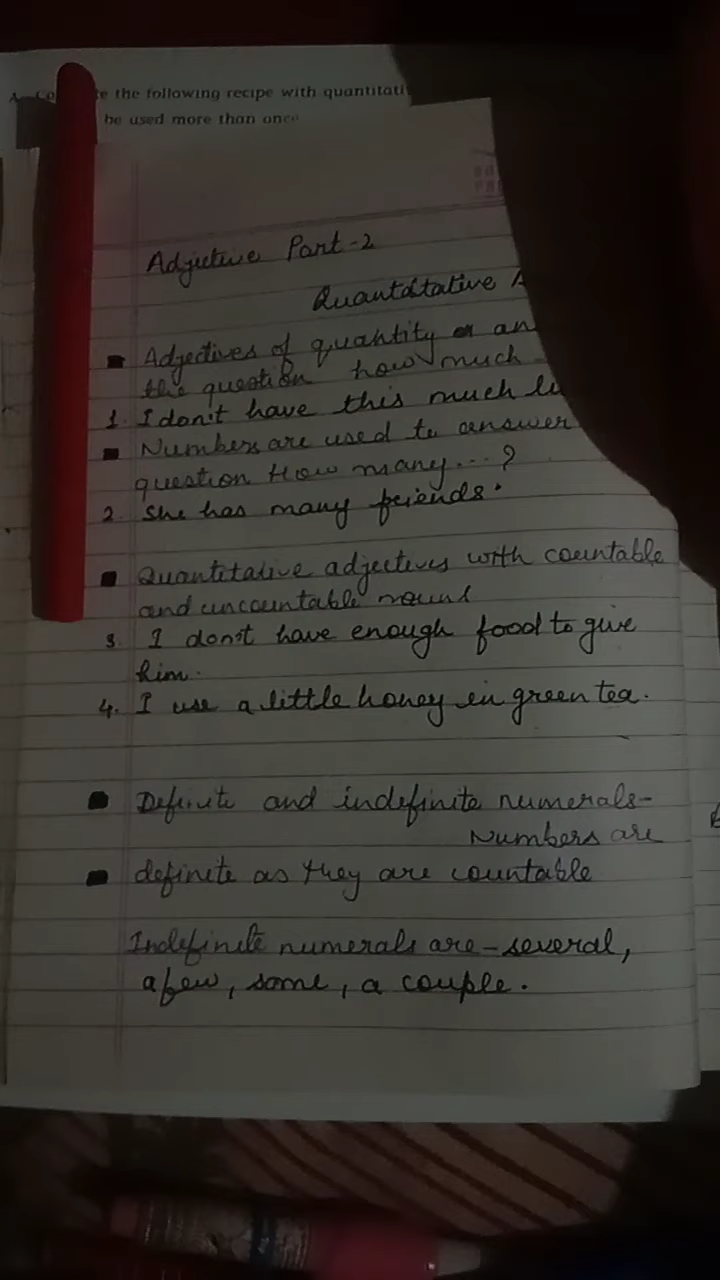 the following recipe with
be used more than once
Adjective Part-2
Quantitative
Adjectives of quantity
the question how much
1. I don't have this much
Numbers are used to answer
question How many...?
2. She has many friends.
Quantitative adjectives with countable
and uncountable
3. I don't have enough food to give
him.
4. I use a little honey in green tea.
Definite and indefinite numerals-
Numbers are
definite as they are countable
Indefinite numerals are-several,
a few, some, a couple.